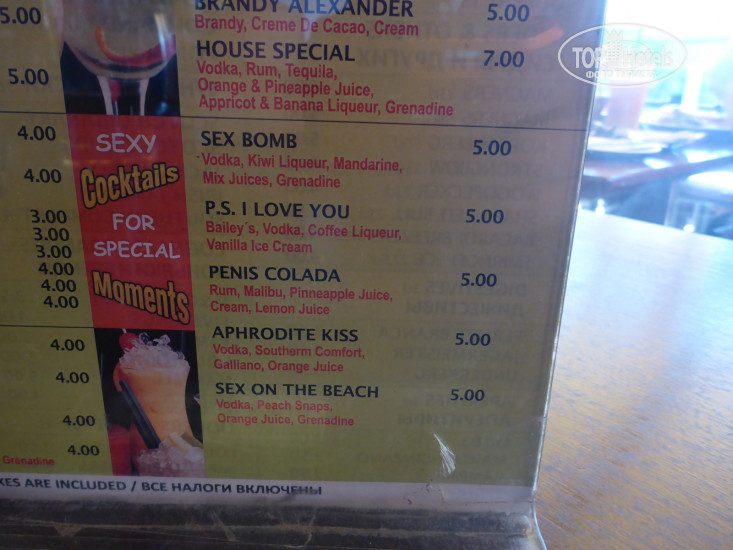 5.00
BRANDY ALEXANDER 5.00
Brandy, Creme De Cacao, Cream
HOUSE SPECIAL 7.00
Vodka, Rum, Tequila,
5.00
Orange & Pineapple Juice,
Appricot & Banana Liqueur, Grenadine
4.00
SEXY
Cocktails
FOR
SPECIAL
Moments
SEX BOMB 5.00
Vodka, Kiwi Liqueur, Mandarine,
Mix Juices, Grenadine
4.00
P.S. I LOVE YOU 5.00
Bailey's, Vodka, Coffee Liqueur,
Vanilla Ice Cream
3.00
3.00
3.00
4.00
4.00
4.00
PENIS COLADA 5.00
Rum, Malibu, Pinneapple Juice,
Cream, Lemon Juice
APHRODITE KISS 5.00
Vodka, Southerm Comfort,
Galliano, Orange Juice
4.00
4.00
SEX ON THE BEACH 5.00
Vodka, Peach Snaps,
Orange Juice, Grenadine
4.00
4.00
Grenadine
XES ARE INCLUDED / ВСЕ НАЛОГИ ВКЛЮЧЕНЫ
TOP hotels
ФОТО ТУРИСТОВ